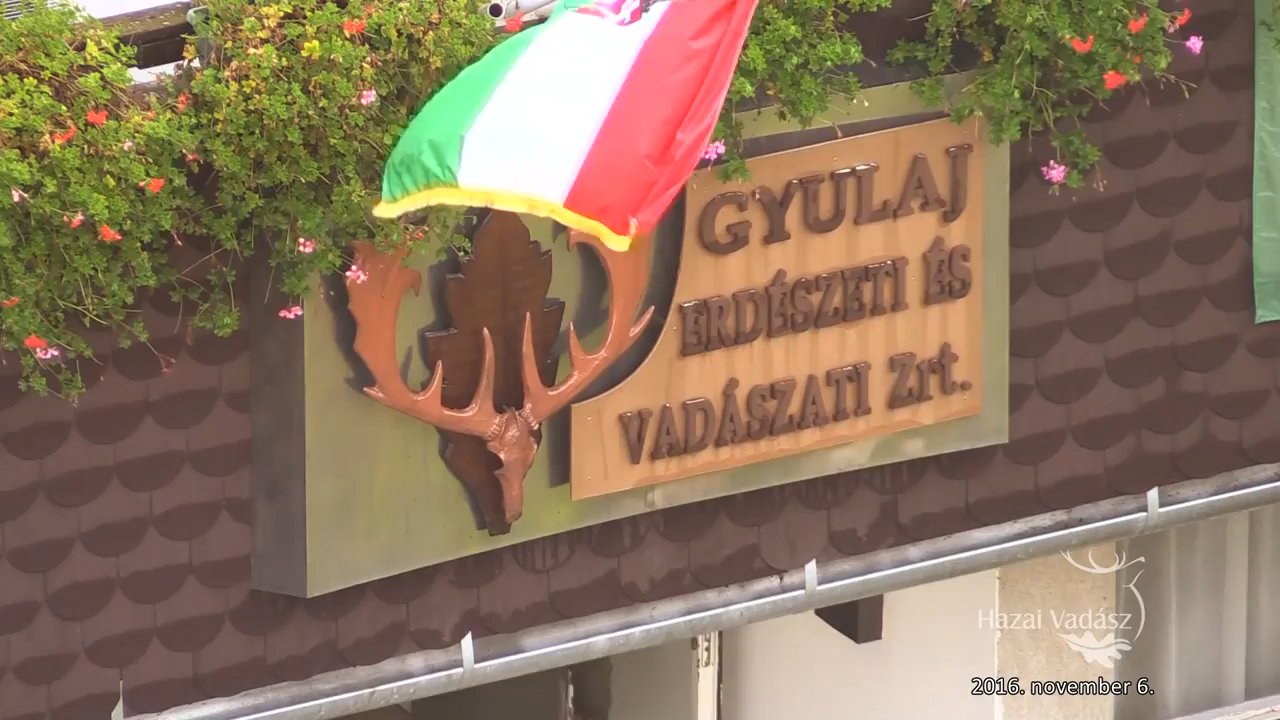 GYULAJ
ERDÉSZETI ÉS
VADÁSZATI Zrt.
Hazai Vadász
2016. november 6.